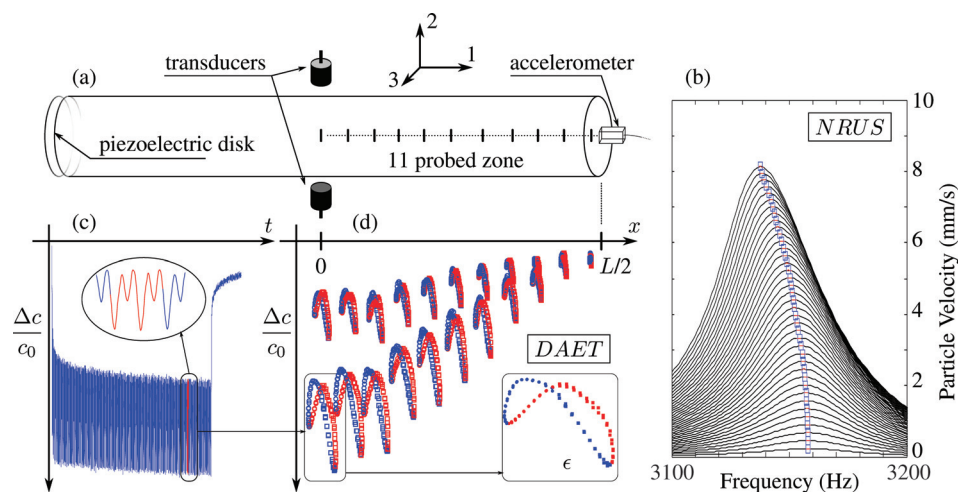 (a)
transducers
2
1
3
accelerometer
(b)
piezoelectric disk
11 probed zone
NRUS
10
8
6
4
2
0
Particle Velocity (mm/s)
3100
Frequency (Hz)
3200
(c)
t
Δc
c₀
(d)
x
0
L/2
Δc
c₀
DAET
ϵ